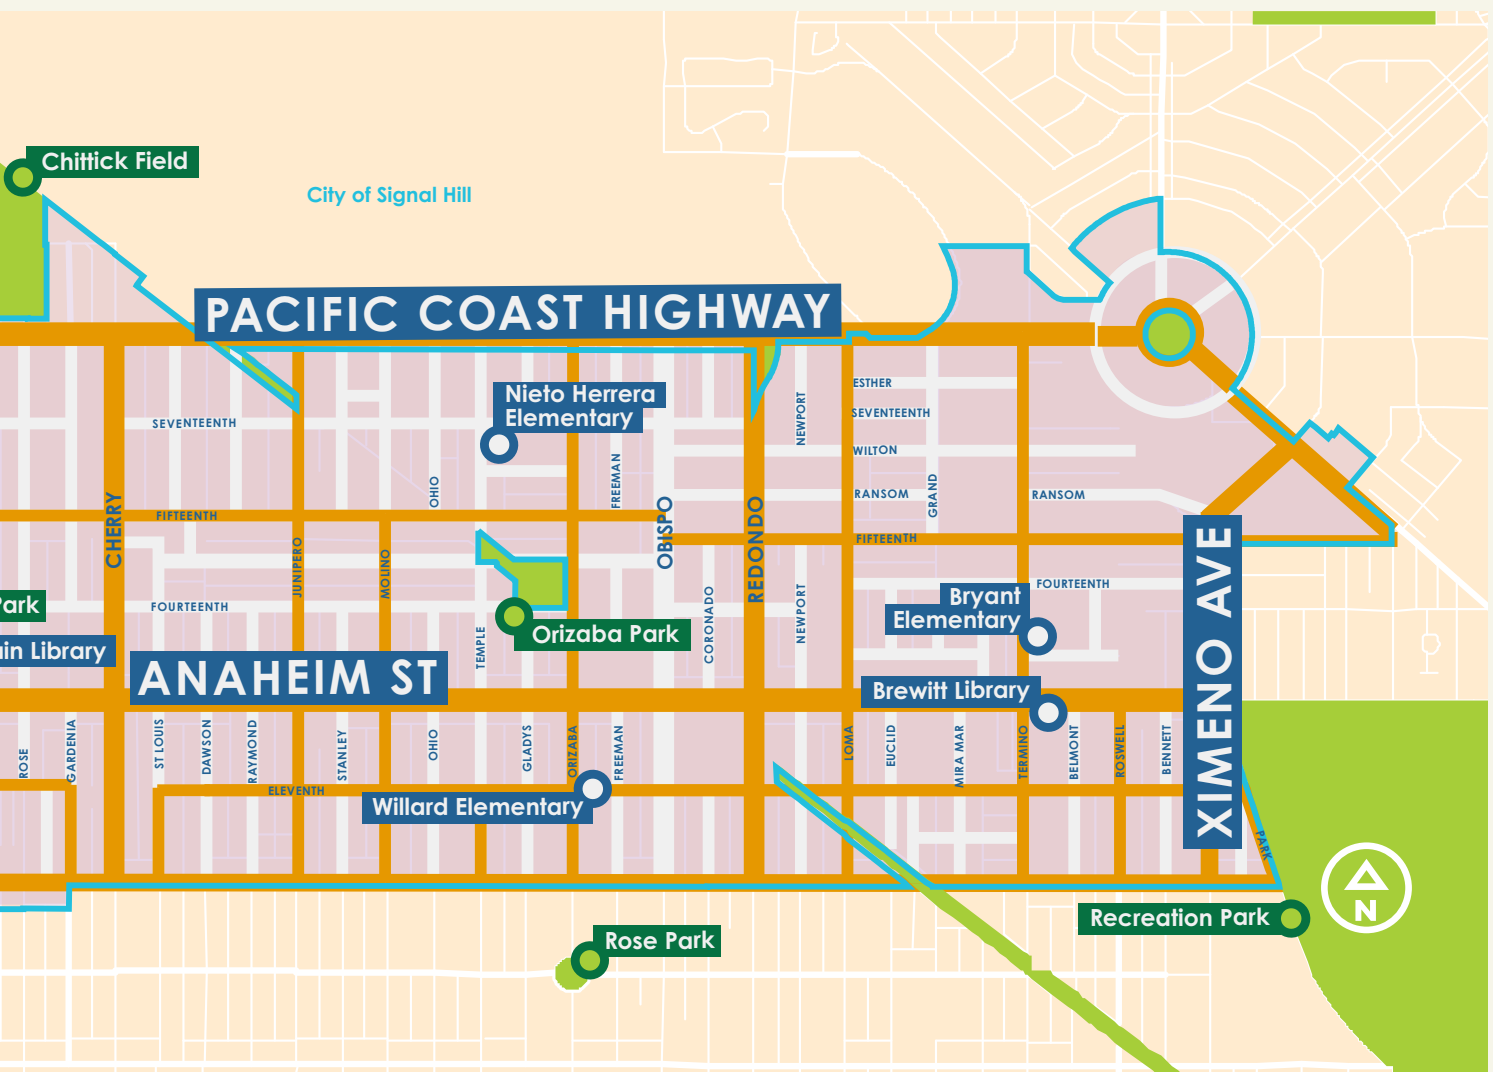 Chittick Field
City of Signal Hill
PACIFIC COAST HIGHWAY
Nieto Herrera
Elementary
ESTHER
SEVENTEENTH
SEVENTEENTH
NEWPORT
WILTON
OHIO
FREEMAN
GRAND
RANSOM
RANSOM
CHERRY
OBISPO
REDONDO
FIFTEENTH
FIFTEENTH
JUNIPERO
MOLINO
FOURTEENTH
Park
FOURTEENTH
NEWPORT
CORONADO
Bryant
Elementary
TEMPLE
Orizaba Park
ain Library
ANAHEIM ST
Brewitt Library
XIMENO AVE
ROSE
GARDENIA
ST LOUIS
DAWSON
RAYMOND
STANLEY
OHIO
GLADYS
ORIZABA
FREEMAN
LOMA
EUCLID
MIRA MAR
TERMINO
BELMONT
ROSWELL
BENNETT
ELEVENTH
Willard Elementary
PARK
Recreation Park
N
Rose Park